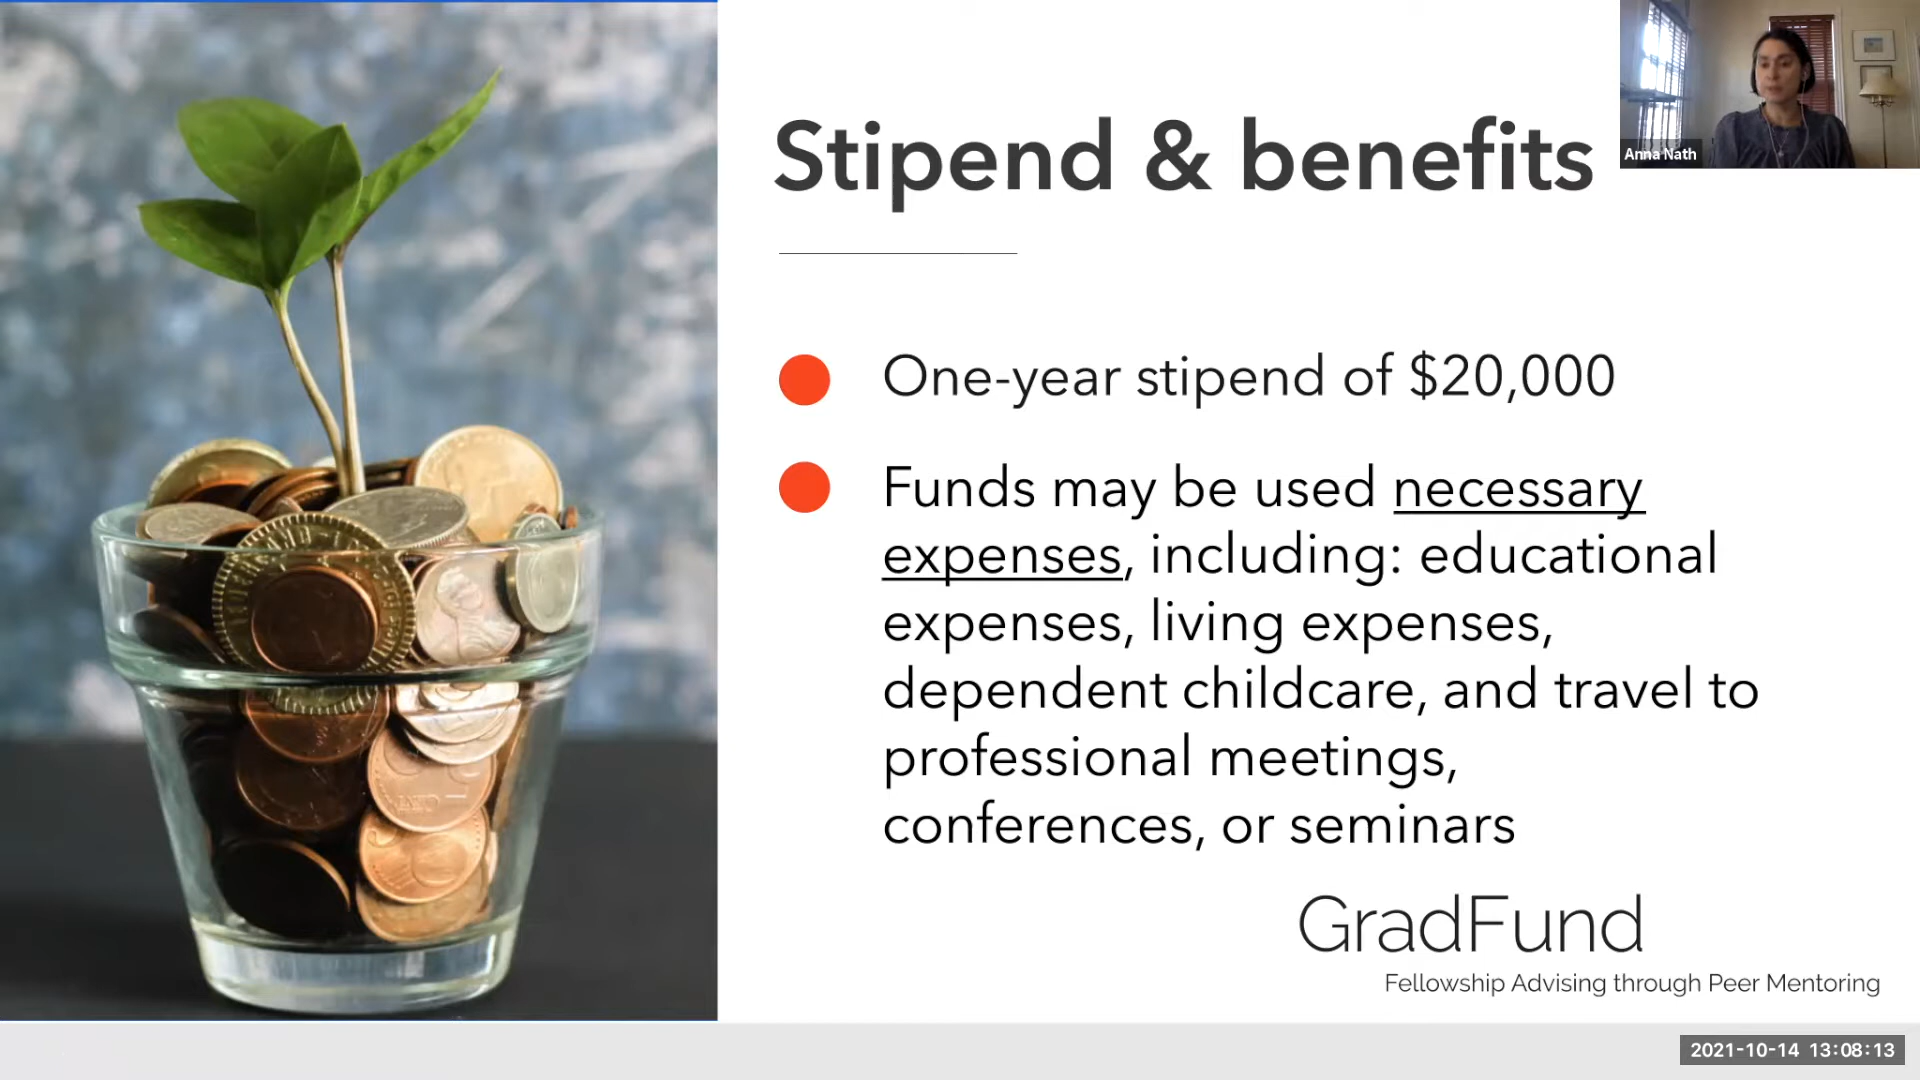 Stipend & benefits
Anna Nath
One-year stipend of $20,000
Funds may be used necessary
expenses, including: educational
expenses, living expenses,
dependent childcare, and travel to
professional meetings,
conferences, or seminars
GradFund
Fellowship Advising through Peer Mentoring
2021-10-14 13:08:13